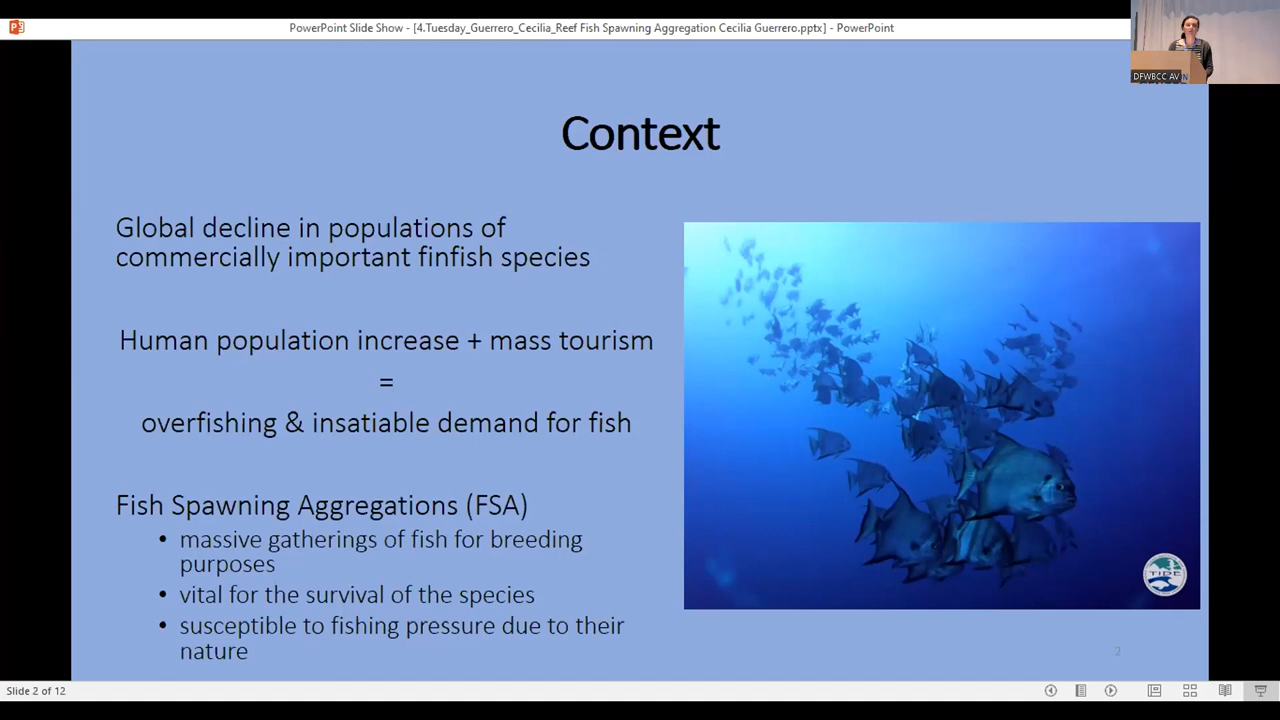 PowerPoint Slide Show - [4.Tuesday_Guerrero_Cecilia_Reef Fish Spawning Aggregation Cecilia Guerrero.pptx] - PowerPoint
DFWBCC AV
Context
Global decline in populations of
commercially important finfish species
Human population increase + mass tourism
=
overfishing & insatiable demand for fish
Fish Spawning Aggregations (FSA)
• massive gatherings of fish for breeding
purposes
• vital for the survival of the species
• susceptible to fishing pressure due to their
nature
TIDE
2
Slide 2 of 12